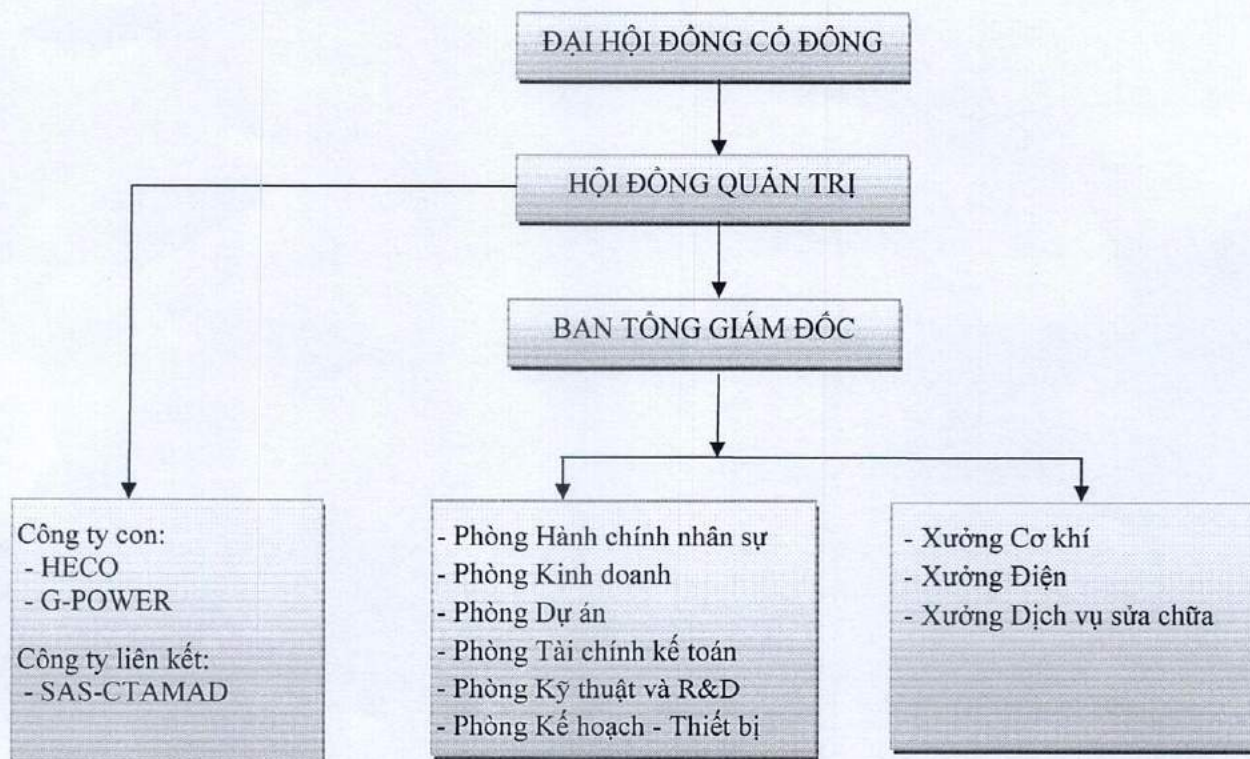 ĐẠI HỘI ĐỒNG CỔ ĐÔNG
HỘI ĐỒNG QUẢN TRỊ
BAN TỔNG GIÁM ĐỐC
Công ty con:
- HECO
- G-POWER
Công ty liên kết:
- SAS-CTAMAD
- Phòng Hành chính nhân sự
- Phòng Kinh doanh
- Phòng Dự án
- Phòng Tài chính kế toán
- Phòng Kỹ thuật và R&D
- Phòng Kế hoạch - Thiết bị
- Xưởng Cơ khí
- Xưởng Điện
- Xưởng Dịch vụ sửa chữa